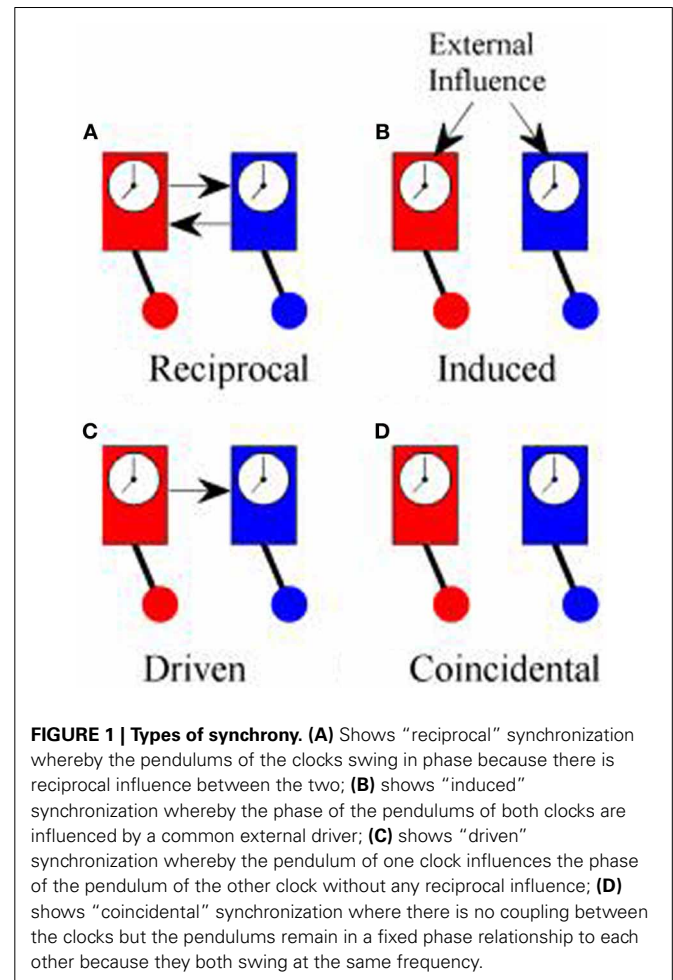 External
Influence
A
B
Reciprocal
Induced
C
D
Driven
Coincidental
FIGURE 1 | Types of synchrony. (A) Shows “reciprocal” synchronization
whereby the pendulums of the clocks swing in phase because there is
reciprocal influence between the two; (B) shows “induced”
synchronization whereby the phase of the pendulums of both clocks are
influenced by a common external driver; (C) shows “driven”
synchronization whereby the pendulum of one clock influences the phase
of the pendulum of the other clock without any reciprocal influence; (D)
shows “coincidental” synchronization where there is no coupling between
the clocks but the pendulums remain in a fixed phase relationship to each
other because they both swing at the same frequency.